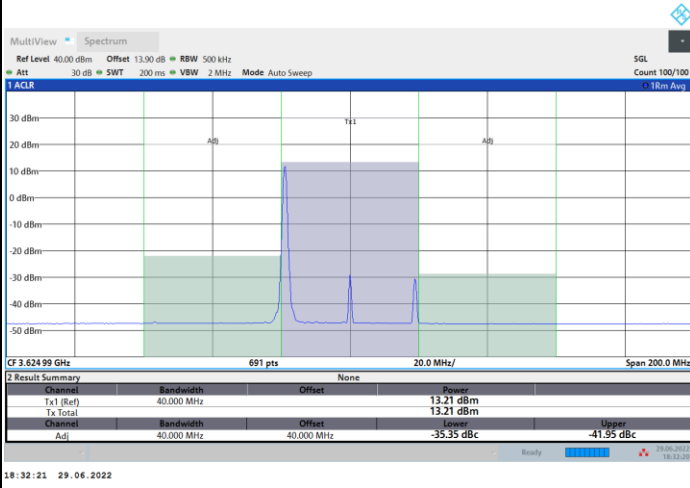 MultiView Spectrum
Ref Level 40.00 dBm Offset 13.90 dB RBW 500 kHz SGL
Att 30 dB SWT 200 ms VBW 2 MHz Mode Auto Sweep Count 100/100
1 ACLR 1Rm Avg
30 dBm
Tx1
20 dBm
Adj Adj
10 dBm
0 dBm
-10 dBm
-20 dBm
-30 dBm
-40 dBm
-50 dBm
CF 3.624 99 GHz 691 pts 20.0 MHz/ Span 200.0 MHz
2 Result Summary None
Channel Bandwidth Offset Power
Tx1 (Ref) 40.000 MHz 13.21 dBm
Tx Total 13.21 dBm
Channel Bandwidth Offset Lower Upper
Adj 40.000 MHz 40.000 MHz -35.35 dBc -41.95 dBc
Ready 29.06.2022
18:32:20
18:32:21 29.06.2022